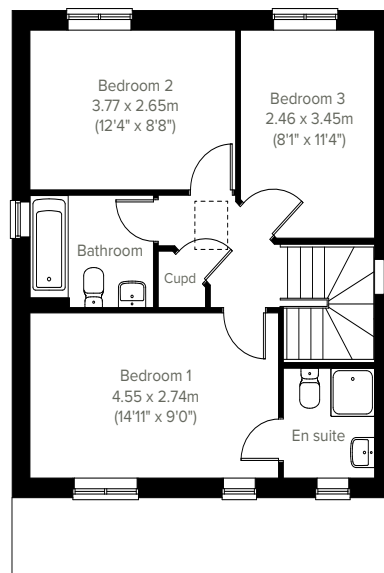 Bedroom 2
3.77 x 2.65m
(12'4" x 8'8")
Bedroom 3
2.46 x 3.45m
(8'1" x 11'4")
Bathroom
Cupd
Bedroom 1
4.55 x 2.74m
(14'11" x 9'0")
En suite